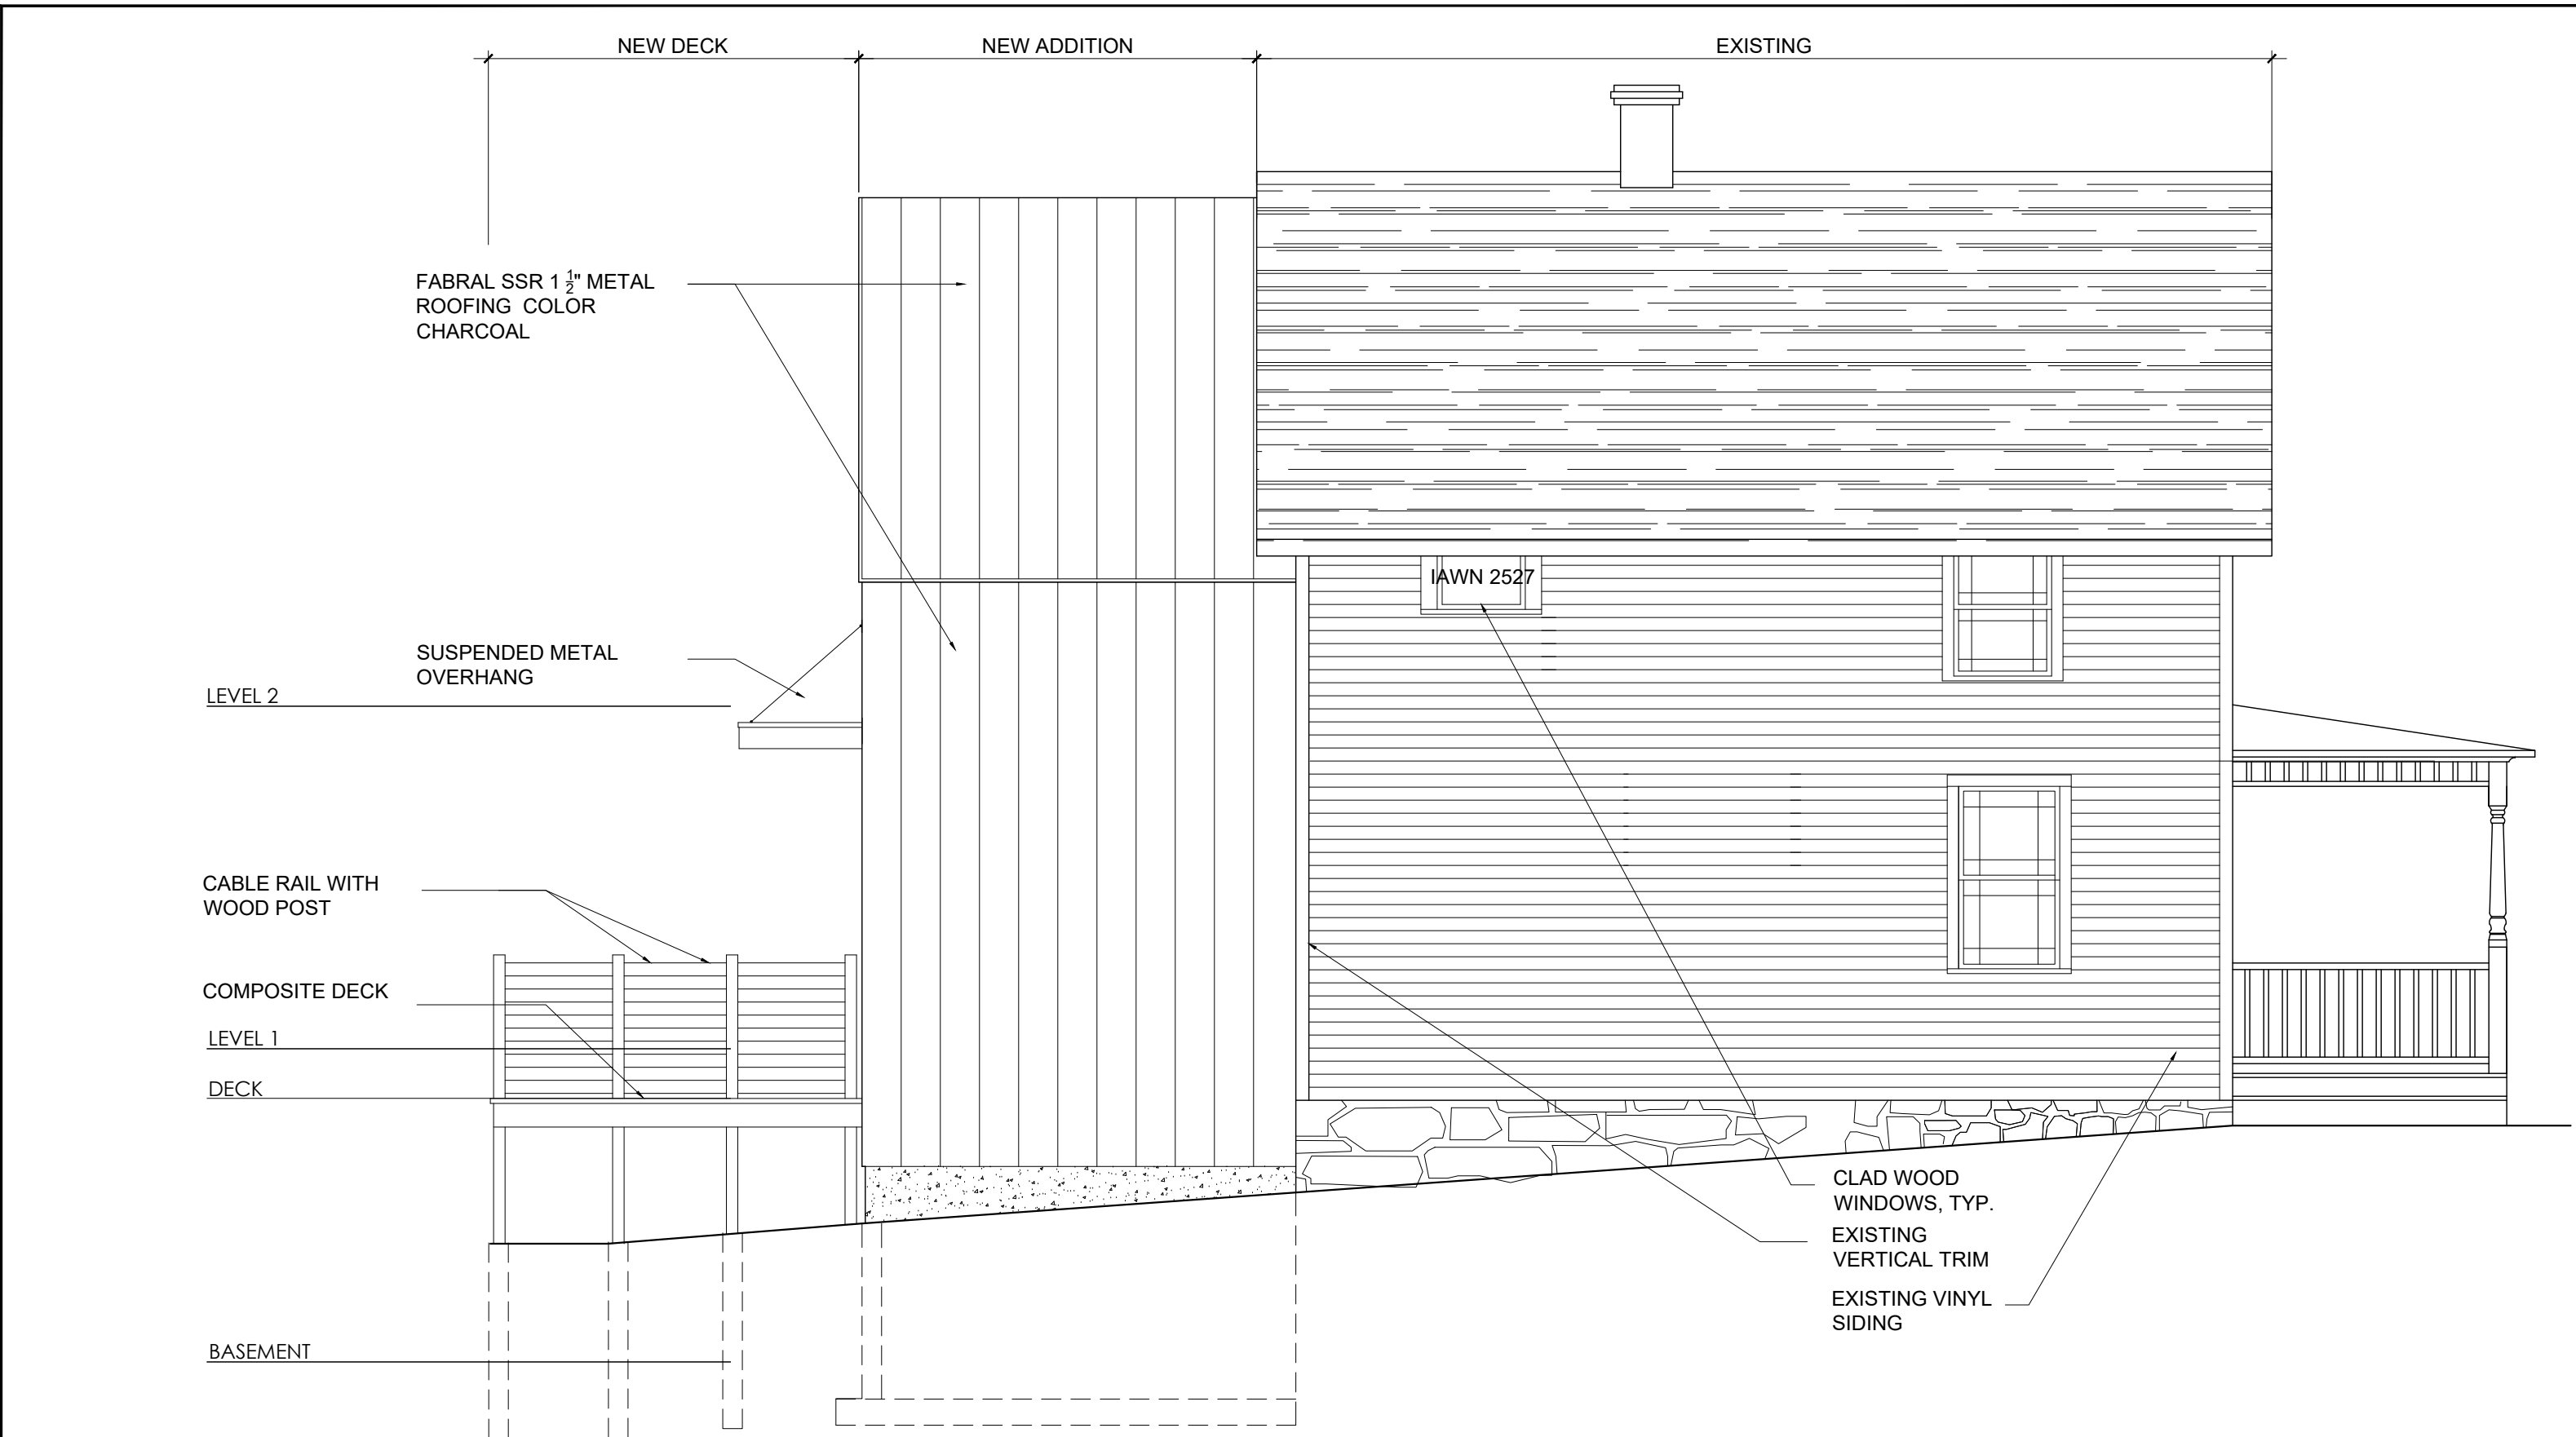 NEW DECK
NEW ADDITION
EXISTING
FABRAL SSR 1 1/2" METAL
ROOFING COLOR
CHARCOAL
IAWN 2527
SUSPENDED METAL
OVERHANG
LEVEL 2
CABLE RAIL WITH
WOOD POST
COMPOSITE DECK
LEVEL 1
DECK
CLAD WOOD
WINDOWS, TYP.
EXISTING
VERTICAL TRIM
EXISTING VINYL
SIDING
BASEMENT